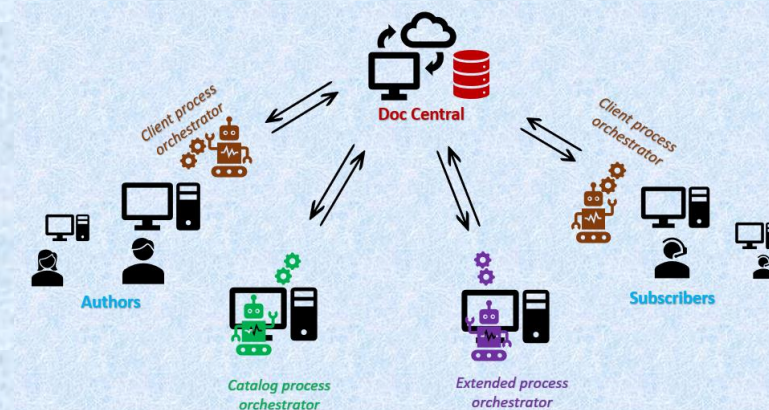 Doc Central
Client process
orchestrator
Client process
orchestrator
Authors
Subscribers
Catalog process
orchestrator
Extended process
orchestrator